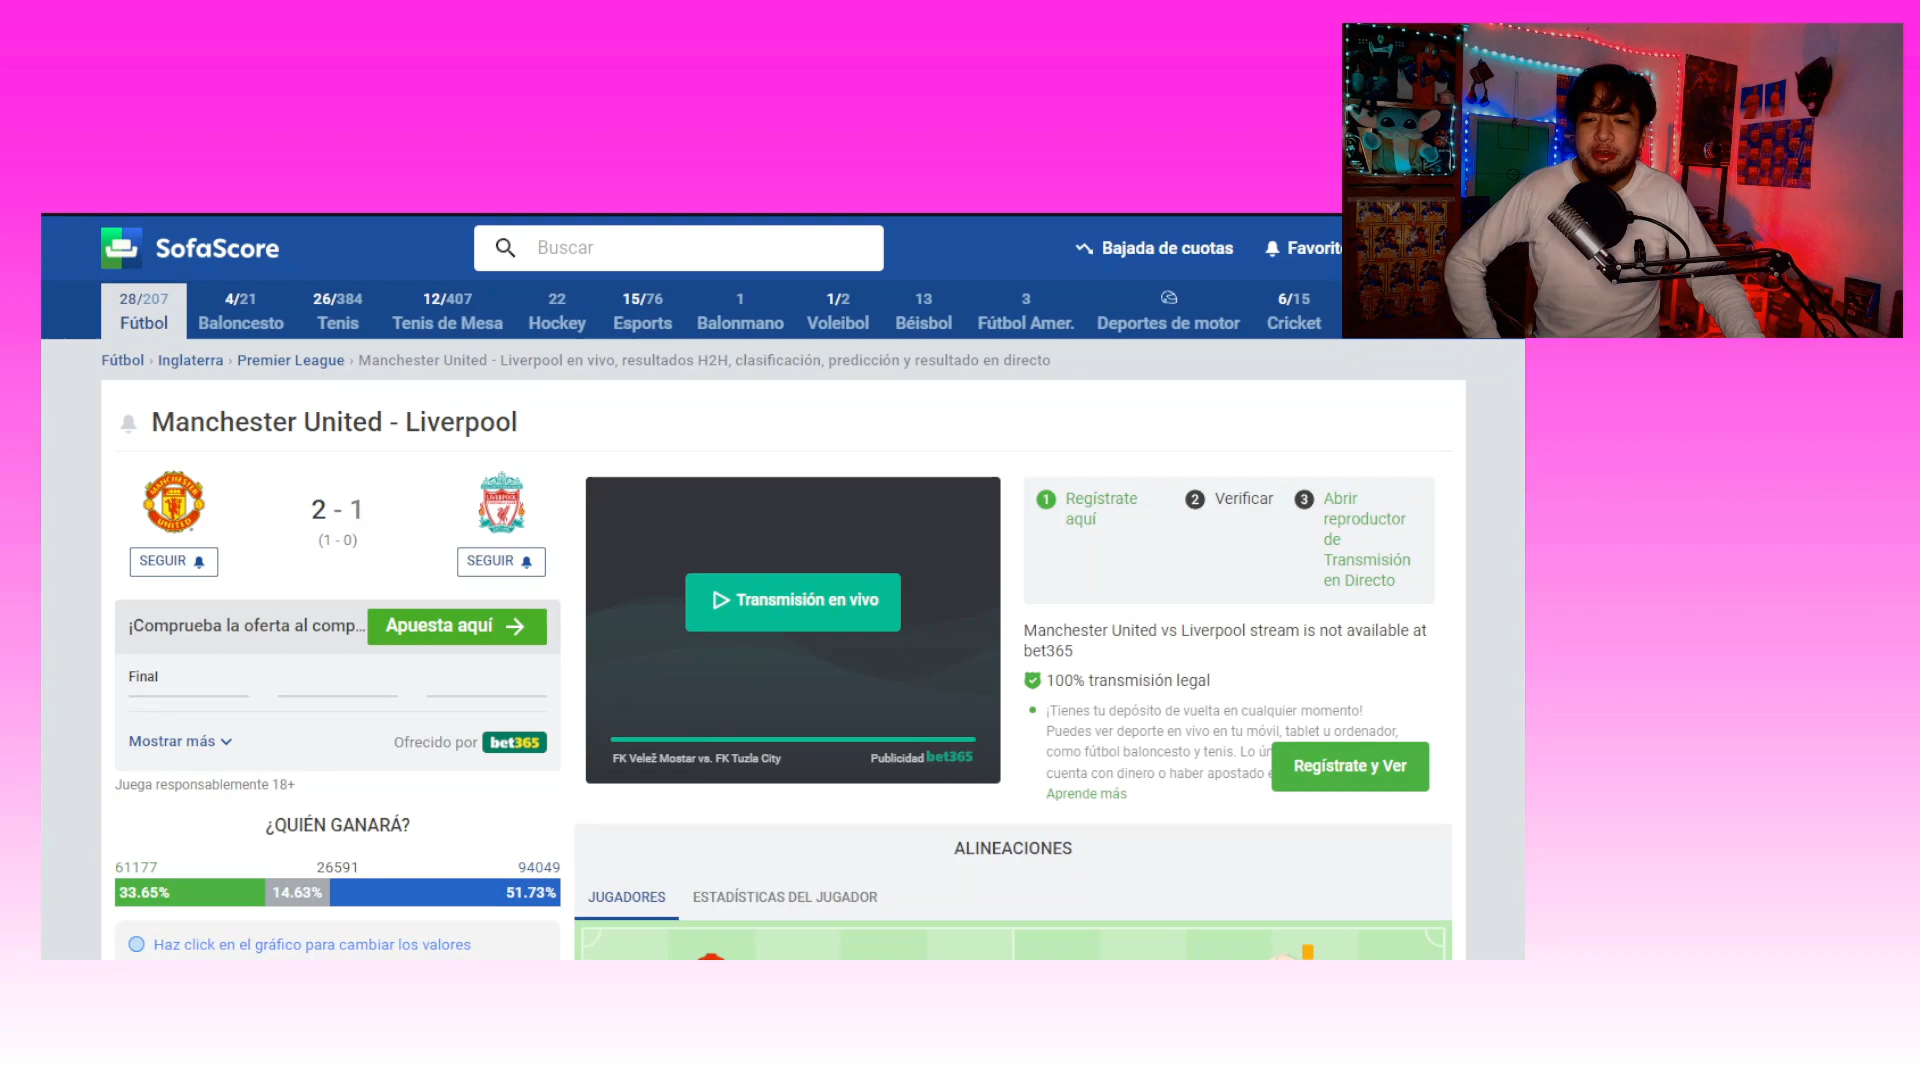 SofaScore
Buscar
Bajada de cuotas
Favorit
28/207
Fútbol
4/21
Baloncesto
26/384
Tenis
12/407
Tenis de Mesa
22
Hockey
15/76
Esports
1
Balonmano
1/2
Voleibol
13
Béisbol
3
Fútbol Amer.
Deportes de motor
6/15
Cricket
Fútbol › Inglaterra › Premier League › Manchester United - Liverpool en vivo, resultados H2H, clasificación, predicción y resultado en directo
Manchester United - Liverpool
MANCHESTER
UNITED
2 - 1
(1 - 0)
LIVERPOOL
SEGUIR
SEGUIR
¡Comprueba la oferta al comp...
Apuesta aquí
Final
Mostrar más
Ofrecido por bet365
Juega responsablemente 18+
¿QUIÉN GANARÁ?
61177
26591
94049
33.65%
14.63%
51.73%
Haz click en el gráfico para cambiar los valores
Transmisión en vivo
FK Velež Mostar vs. FK Tuzla City
Publicidad bet365
1 Regístrate
aquí
2 Verificar
3 Abrir
reproductor
de
Transmisión
en Directo
Manchester United vs Liverpool stream is not available at
bet365
100% transmisión legal
¡Tienes tu depósito de vuelta en cualquier momento!
Puedes ver deporte en vivo en tu móvil, tablet u ordenador,
como fútbol baloncesto y tenis. Lo ún
cuenta con dinero o haber apostado e
Regístrate y Ver
Aprende más
ALINEACIONES
JUGADORES
ESTADÍSTICAS DEL JUGADOR